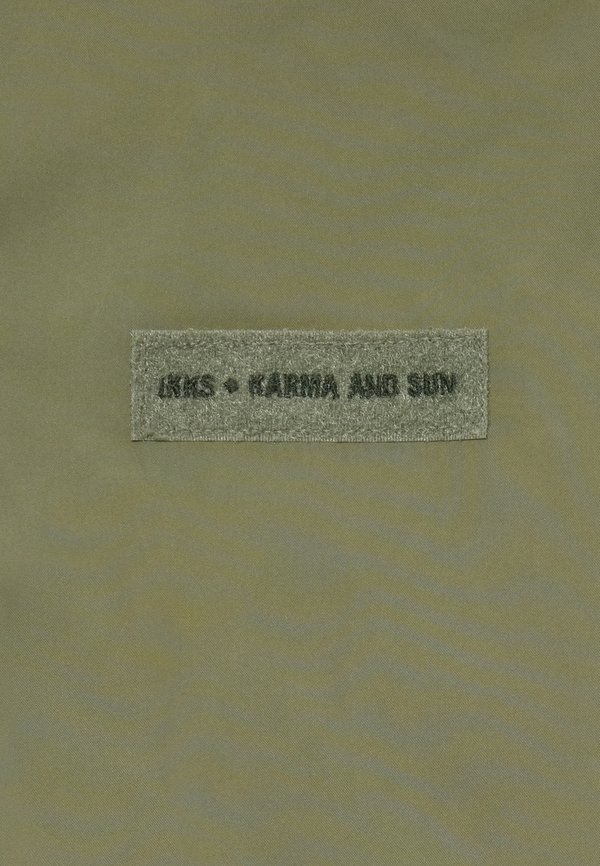 IKKS + KARMA AND SUN